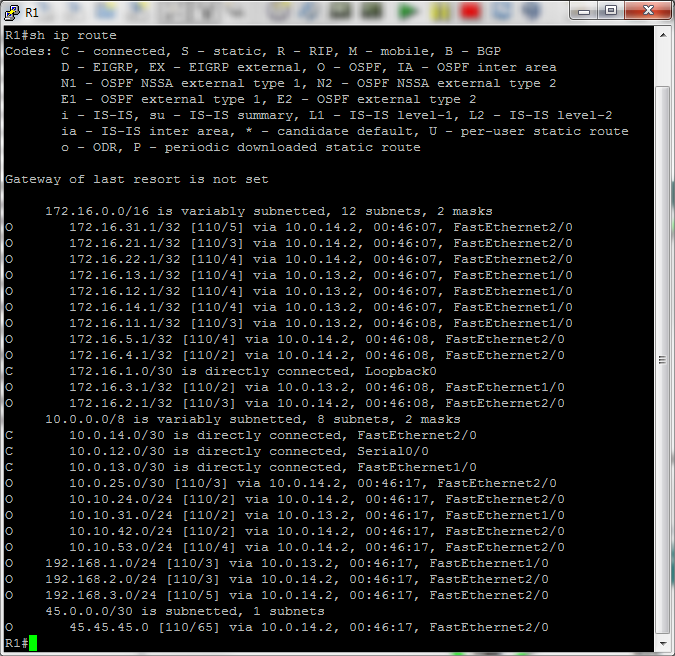 R1
R1#sh ip route
Codes: C - connected, S - static, R - RIP, M - mobile, B - BGP
D - EIGRP, EX - EIGRP external, O - OSPF, IA - OSPF inter area
N1 - OSPF NSSA external type 1, N2 - OSPF NSSA external type 2
E1 - OSPF external type 1, E2 - OSPF external type 2
i - IS-IS, su - IS-IS summary, L1 - IS-IS level-1, L2 - IS-IS level-2
ia - IS-IS inter area, * - candidate default, U - per-user static route
o - ODR, P - periodic downloaded static route
Gateway of last resort is not set
172.16.0.0/16 is variably subnetted, 12 subnets, 2 masks
O 172.16.31.1/32 [110/5] via 10.0.14.2, 00:46:07, FastEthernet2/0
O 172.16.21.1/32 [110/3] via 10.0.14.2, 00:46:07, FastEthernet2/0
O 172.16.22.1/32 [110/4] via 10.0.14.2, 00:46:07, FastEthernet2/0
O 172.16.13.1/32 [110/4] via 10.0.13.2, 00:46:07, FastEthernet1/0
O 172.16.12.1/32 [110/4] via 10.0.13.2, 00:46:07, FastEthernet1/0
O 172.16.14.1/32 [110/4] via 10.0.13.2, 00:46:07, FastEthernet1/0
O 172.16.11.1/32 [110/3] via 10.0.13.2, 00:46:08, FastEthernet1/0
O 172.16.5.1/32 [110/4] via 10.0.14.2, 00:46:08, FastEthernet2/0
O 172.16.4.1/32 [110/2] via 10.0.14.2, 00:46:08, FastEthernet2/0
C 172.16.1.0/30 is directly connected, Loopback0
O 172.16.3.1/32 [110/2] via 10.0.13.2, 00:46:08, FastEthernet1/0
O 172.16.2.1/32 [110/3] via 10.0.14.2, 00:46:08, FastEthernet2/0
10.0.0.0/8 is variably subnetted, 8 subnets, 2 masks
C 10.0.14.0/30 is directly connected, FastEthernet2/0
C 10.0.12.0/30 is directly connected, Serial0/0
C 10.0.13.0/30 is directly connected, FastEthernet1/0
O 10.0.25.0/30 [110/3] via 10.0.14.2, 00:46:17, FastEthernet2/0
O 10.10.24.0/24 [110/2] via 10.0.14.2, 00:46:17, FastEthernet2/0
O 10.10.31.0/24 [110/2] via 10.0.13.2, 00:46:17, FastEthernet1/0
O 10.10.42.0/24 [110/2] via 10.0.14.2, 00:46:17, FastEthernet2/0
O 10.10.53.0/24 [110/4] via 10.0.14.2, 00:46:17, FastEthernet2/0
O 192.168.1.0/24 [110/3] via 10.0.13.2, 00:46:17, FastEthernet1/0
O 192.168.2.0/24 [110/3] via 10.0.14.2, 00:46:17, FastEthernet2/0
O 192.168.3.0/24 [110/5] via 10.0.14.2, 00:46:17, FastEthernet2/0
45.0.0.0/30 is subnetted, 1 subnets
O 45.45.45.0 [110/65] via 10.0.14.2, 00:46:17, FastEthernet2/0
R1#